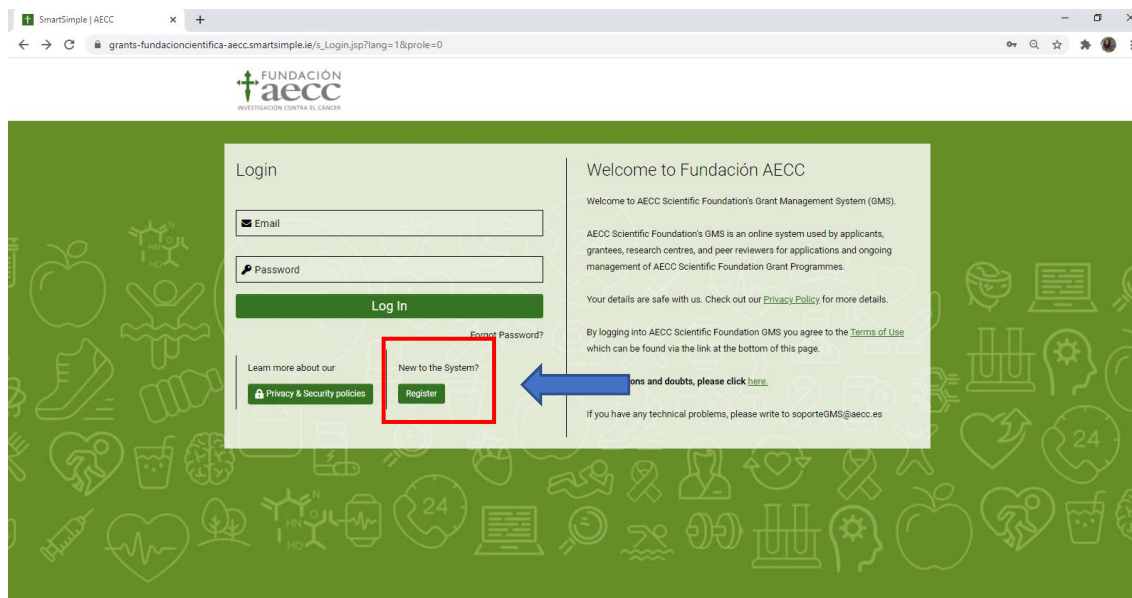 SmartSimple | AECC
grants-fundacioncientifica-aecc.smartsimple.ie/s_Login.jsp?lang=1&prole=0
FUNDACIÓN
aecc
INVESTIGACIÓN CONTRA EL CÁNCER
Login
Email
Password
Log In
Forgot Password?
Learn more about our
Privacy & Security policies
New to the System?
Register
Welcome to Fundación AECC
Welcome to AECC Scientific Foundation's Grant Management System (GMS).
AECC Scientific Foundation's GMS is an online system used by applicants,
grantees, research centres, and peer reviewers for applications and ongoing
management of AECC Scientific Foundation Grant Programmes.
Your details are safe with us. Check out our Privacy Policy for more details.
By logging into AECC Scientific Foundation GMS you agree to the Terms of Use
which can be found via the link at the bottom of this page.
ons and doubts, please click here.
If you have any technical problems, please write to soporteGMS@aecc.es
HN
N
HN
OH
HO
24
N
HN
OH
HO
24